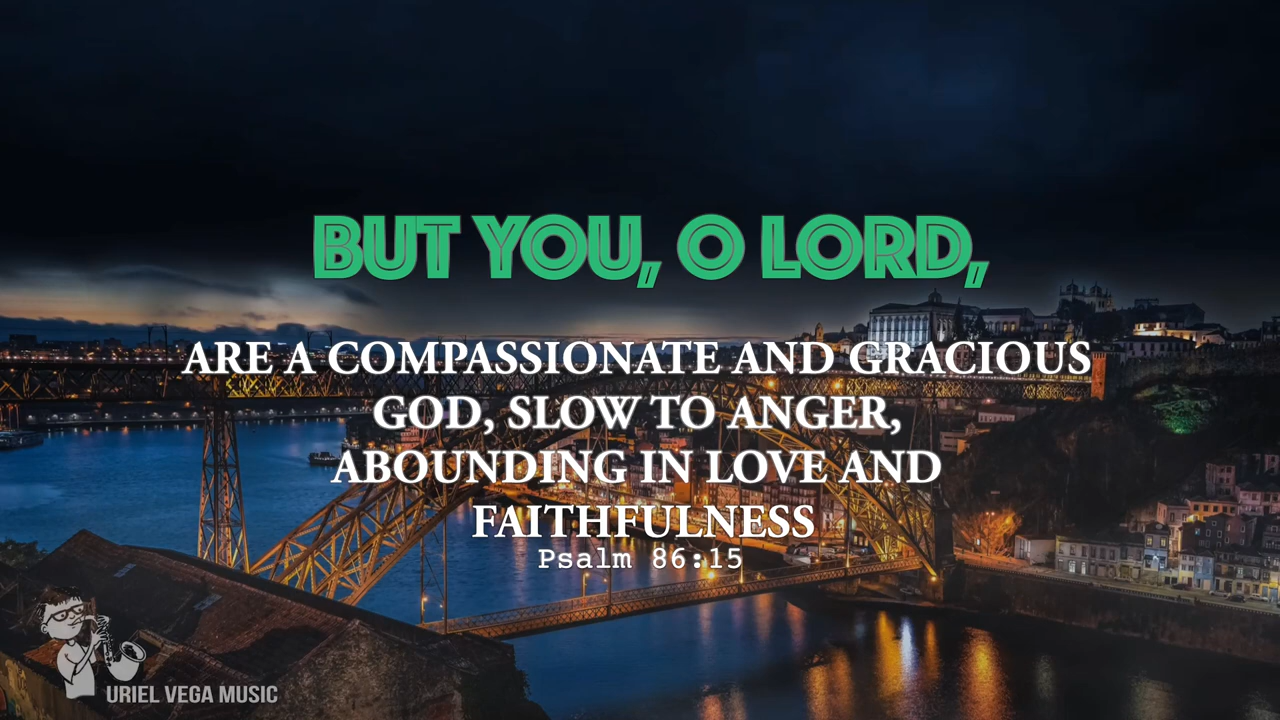 BUT YOU, O LORD,
ARE A COMPASSIONATE AND GRACIOUS
GOD, SLOW TO ANGER,
ABOUNDING IN LOVE AND
FAITHFULNESS
Psalm 86:15
URIEL VEGA MUSIC